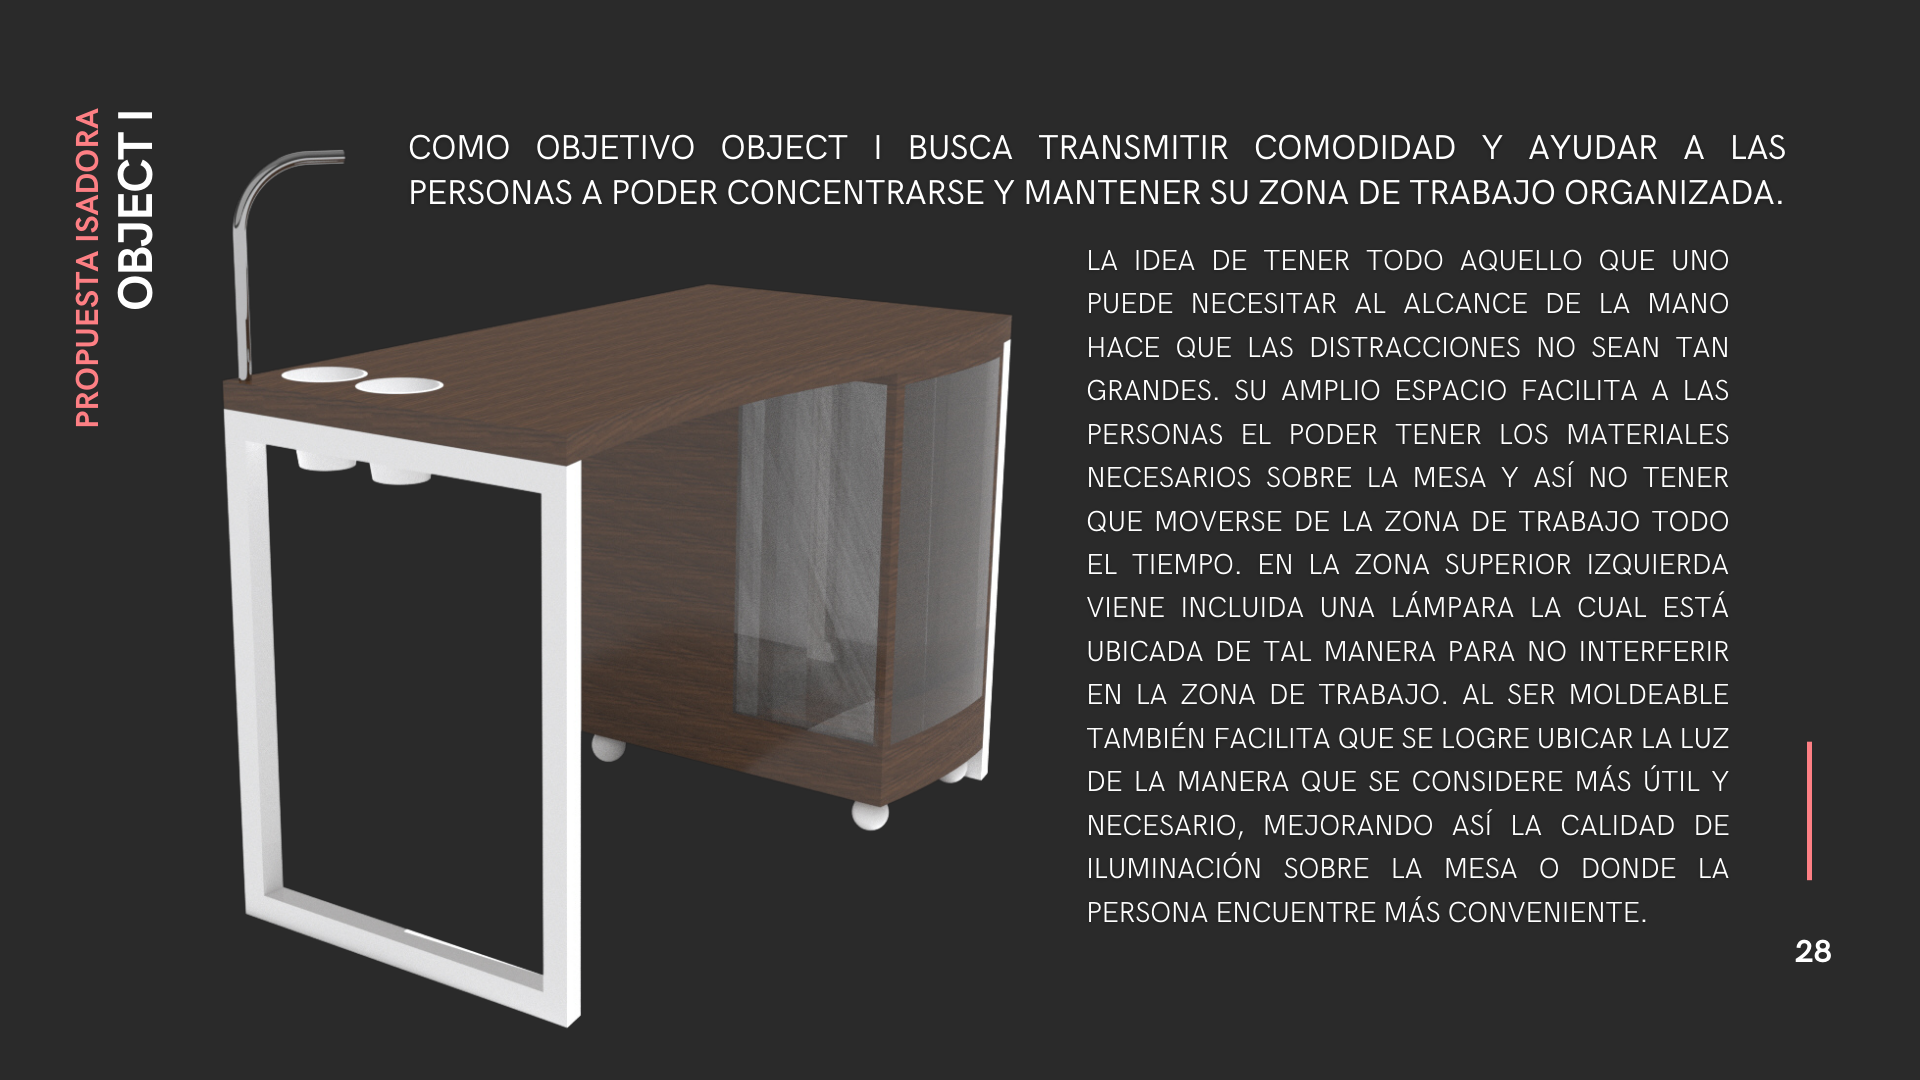 PROPUESTA ISADORA
OBJECT I
COMO OBJETIVO OBJECT I BUSCA TRANSMITIR COMODIDAD Y AYUDAR A LAS
PERSONAS A PODER CONCENTRARSE Y MANTENER SU ZONA DE TRABAJO ORGANIZADA.
LA IDEA DE TENER TODO AQUELLO QUE UNO
PUEDE NECESITAR AL ALCANCE DE LA MANO
HACE QUE LAS DISTRACCIONES NO SEAN TAN
GRANDES. SU AMPLIO ESPACIO FACILITA A LAS
PERSONAS EL PODER TENER LOS MATERIALES
NECESARIOS SOBRE LA MESA Y ASÍ NO TENER
QUE MOVERSE DE LA ZONA DE TRABAJO TODO
EL TIEMPO. EN LA ZONA SUPERIOR IZQUIERDA
VIENE INCLUIDA UNA LÁMPARA LA CUAL ESTÁ
UBICADA DE TAL MANERA PARA NO INTERFERIR
EN LA ZONA DE TRABAJO. AL SER MOLDEABLE
TAMBIÉN FACILITA QUE SE LOGRE UBICAR LA LUZ
DE LA MANERA QUE SE CONSIDERE MÁS ÚTIL Y
NECESARIO, MEJORANDO ASÍ LA CALIDAD DE
ILUMINACIÓN SOBRE LA MESA O DONDE LA
PERSONA ENCUENTRE MÁS CONVENIENTE.
28